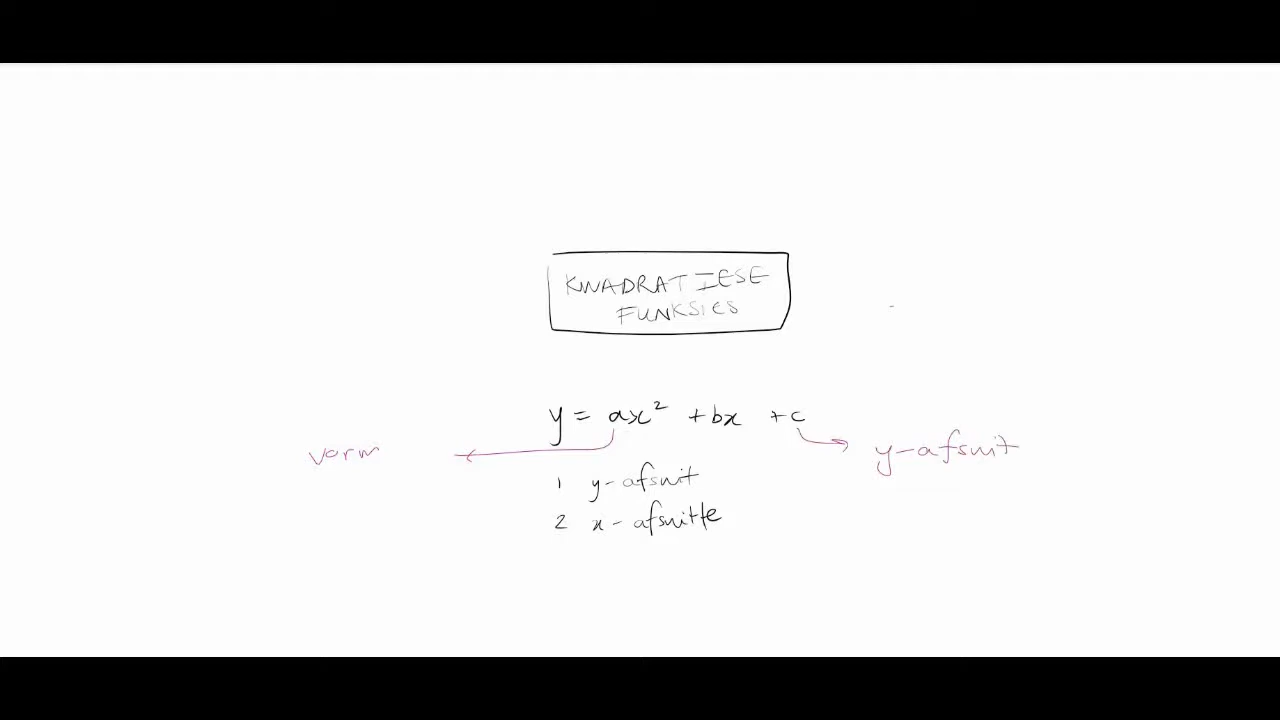 KWADRATIESE
FUNKSIES
y = ax² + bx + c
vorm
y-afsnit
1 y-afsnit
2 x-afsnitte